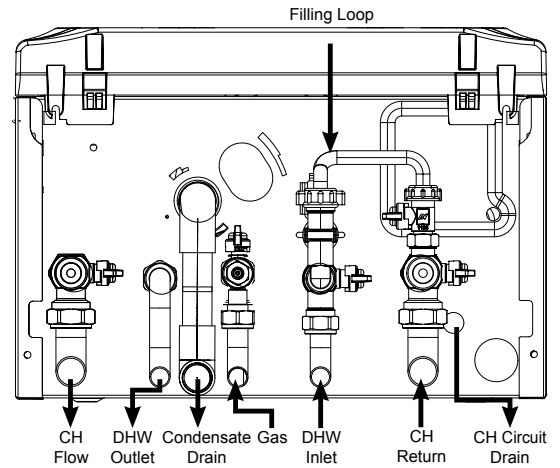 Filling Loop
CH Flow
DHW Outlet
Condensate Drain
Gas
DHW Inlet
CH Return
CH Circuit Drain